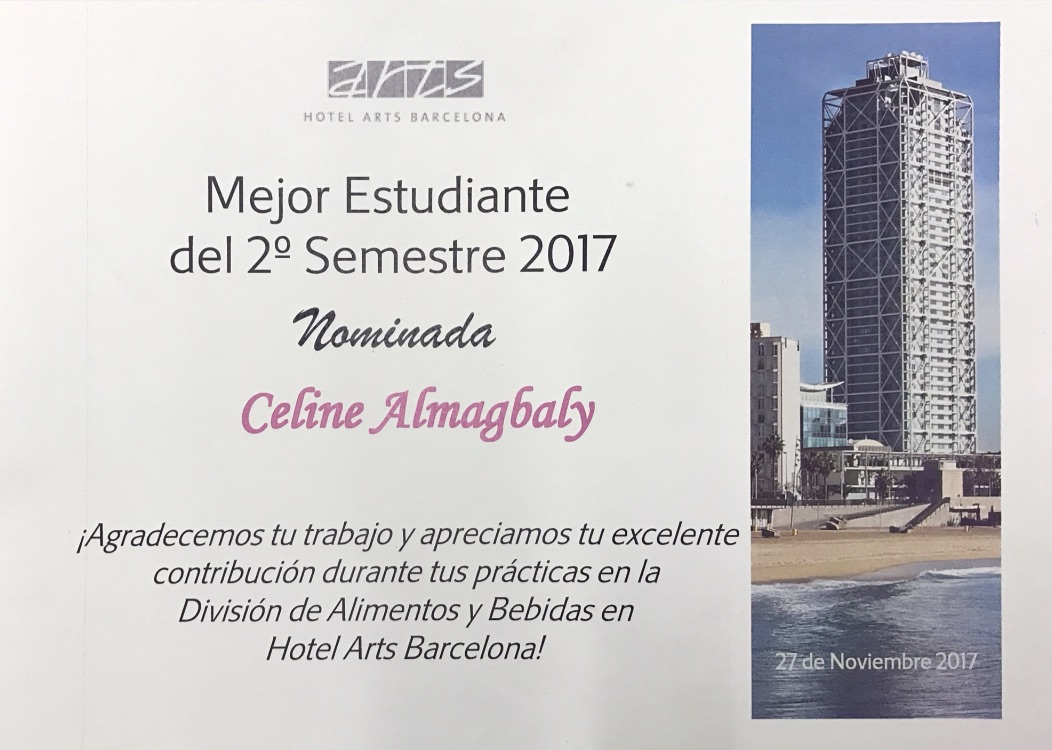 arts
HOTEL ARTS BARCELONA
Mejor Estudiante
del 2º Semestre 2017
Nominada
Celine Almagbaly
¡Agradecemos tu trabajo y apreciamos tu excelente
contribución durante tus prácticas en la
División de Alimentos y Bebidas en
Hotel Arts Barcelona!
27 de Noviembre 2017